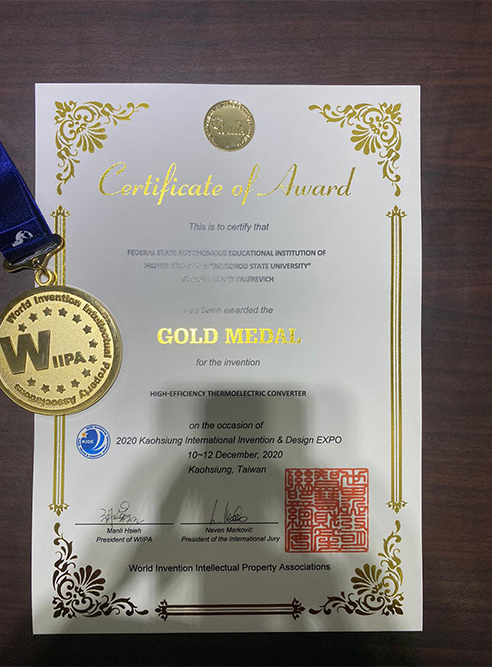 Certificate of Award
This is to certify that
FEDERAL STATE AUTONOMOUS EDUCATIONAL INSTITUTION OF
STATE UNIVERSITY"
has been awarded the
GOLD MEDAL
for the invention
HIGH-EFFICIENCY THERMOELECTRIC CONVERTER
on the occasion of
KIDE
2020 Kaohsiung International Invention & Design EXPO
10~12 December, 2020
Kaohsiung, Taiwan
Manli Hsieh
President of WIIPA
Neven Marković
President of the International Jury
World Invention Intellectual Property Associations
World Invention Intellectual Property Associations
WIIPA